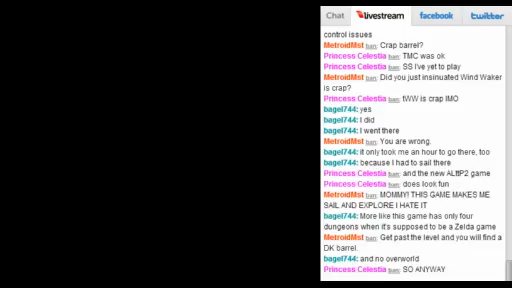 Chat livestream facebook twitter
control issues
MetroidMst ban: Crap barrel?
Princess Celestia ban: TMC was ok
Princess Celestia ban: SS I've yet to play
MetroidMst ban: Did you just insinuated Wind Waker
is crap?
Princess Celestia ban: tWW is crap IMO
bagel744: yes
bagel744: I did
bagel744: I went there
MetroidMst ban: You are wrong.
bagel744: it only took me an hour to go there, too
bagel744: because I had to sail there
Princess Celestia ban: and the new ALttP2 game
Princess Celestia ban: does look fun
MetroidMst ban: MOMMY! THIS GAME MAKES ME
SAIL AND EXPLORE I HATE IT
bagel744: More like this game has only four
dungeons when it's supposed to be a Zelda game
MetroidMst ban: Get past the level and you will find a
DK barrel.
bagel744: and no overworld
Princess Celestia ban: SO ANYWAY